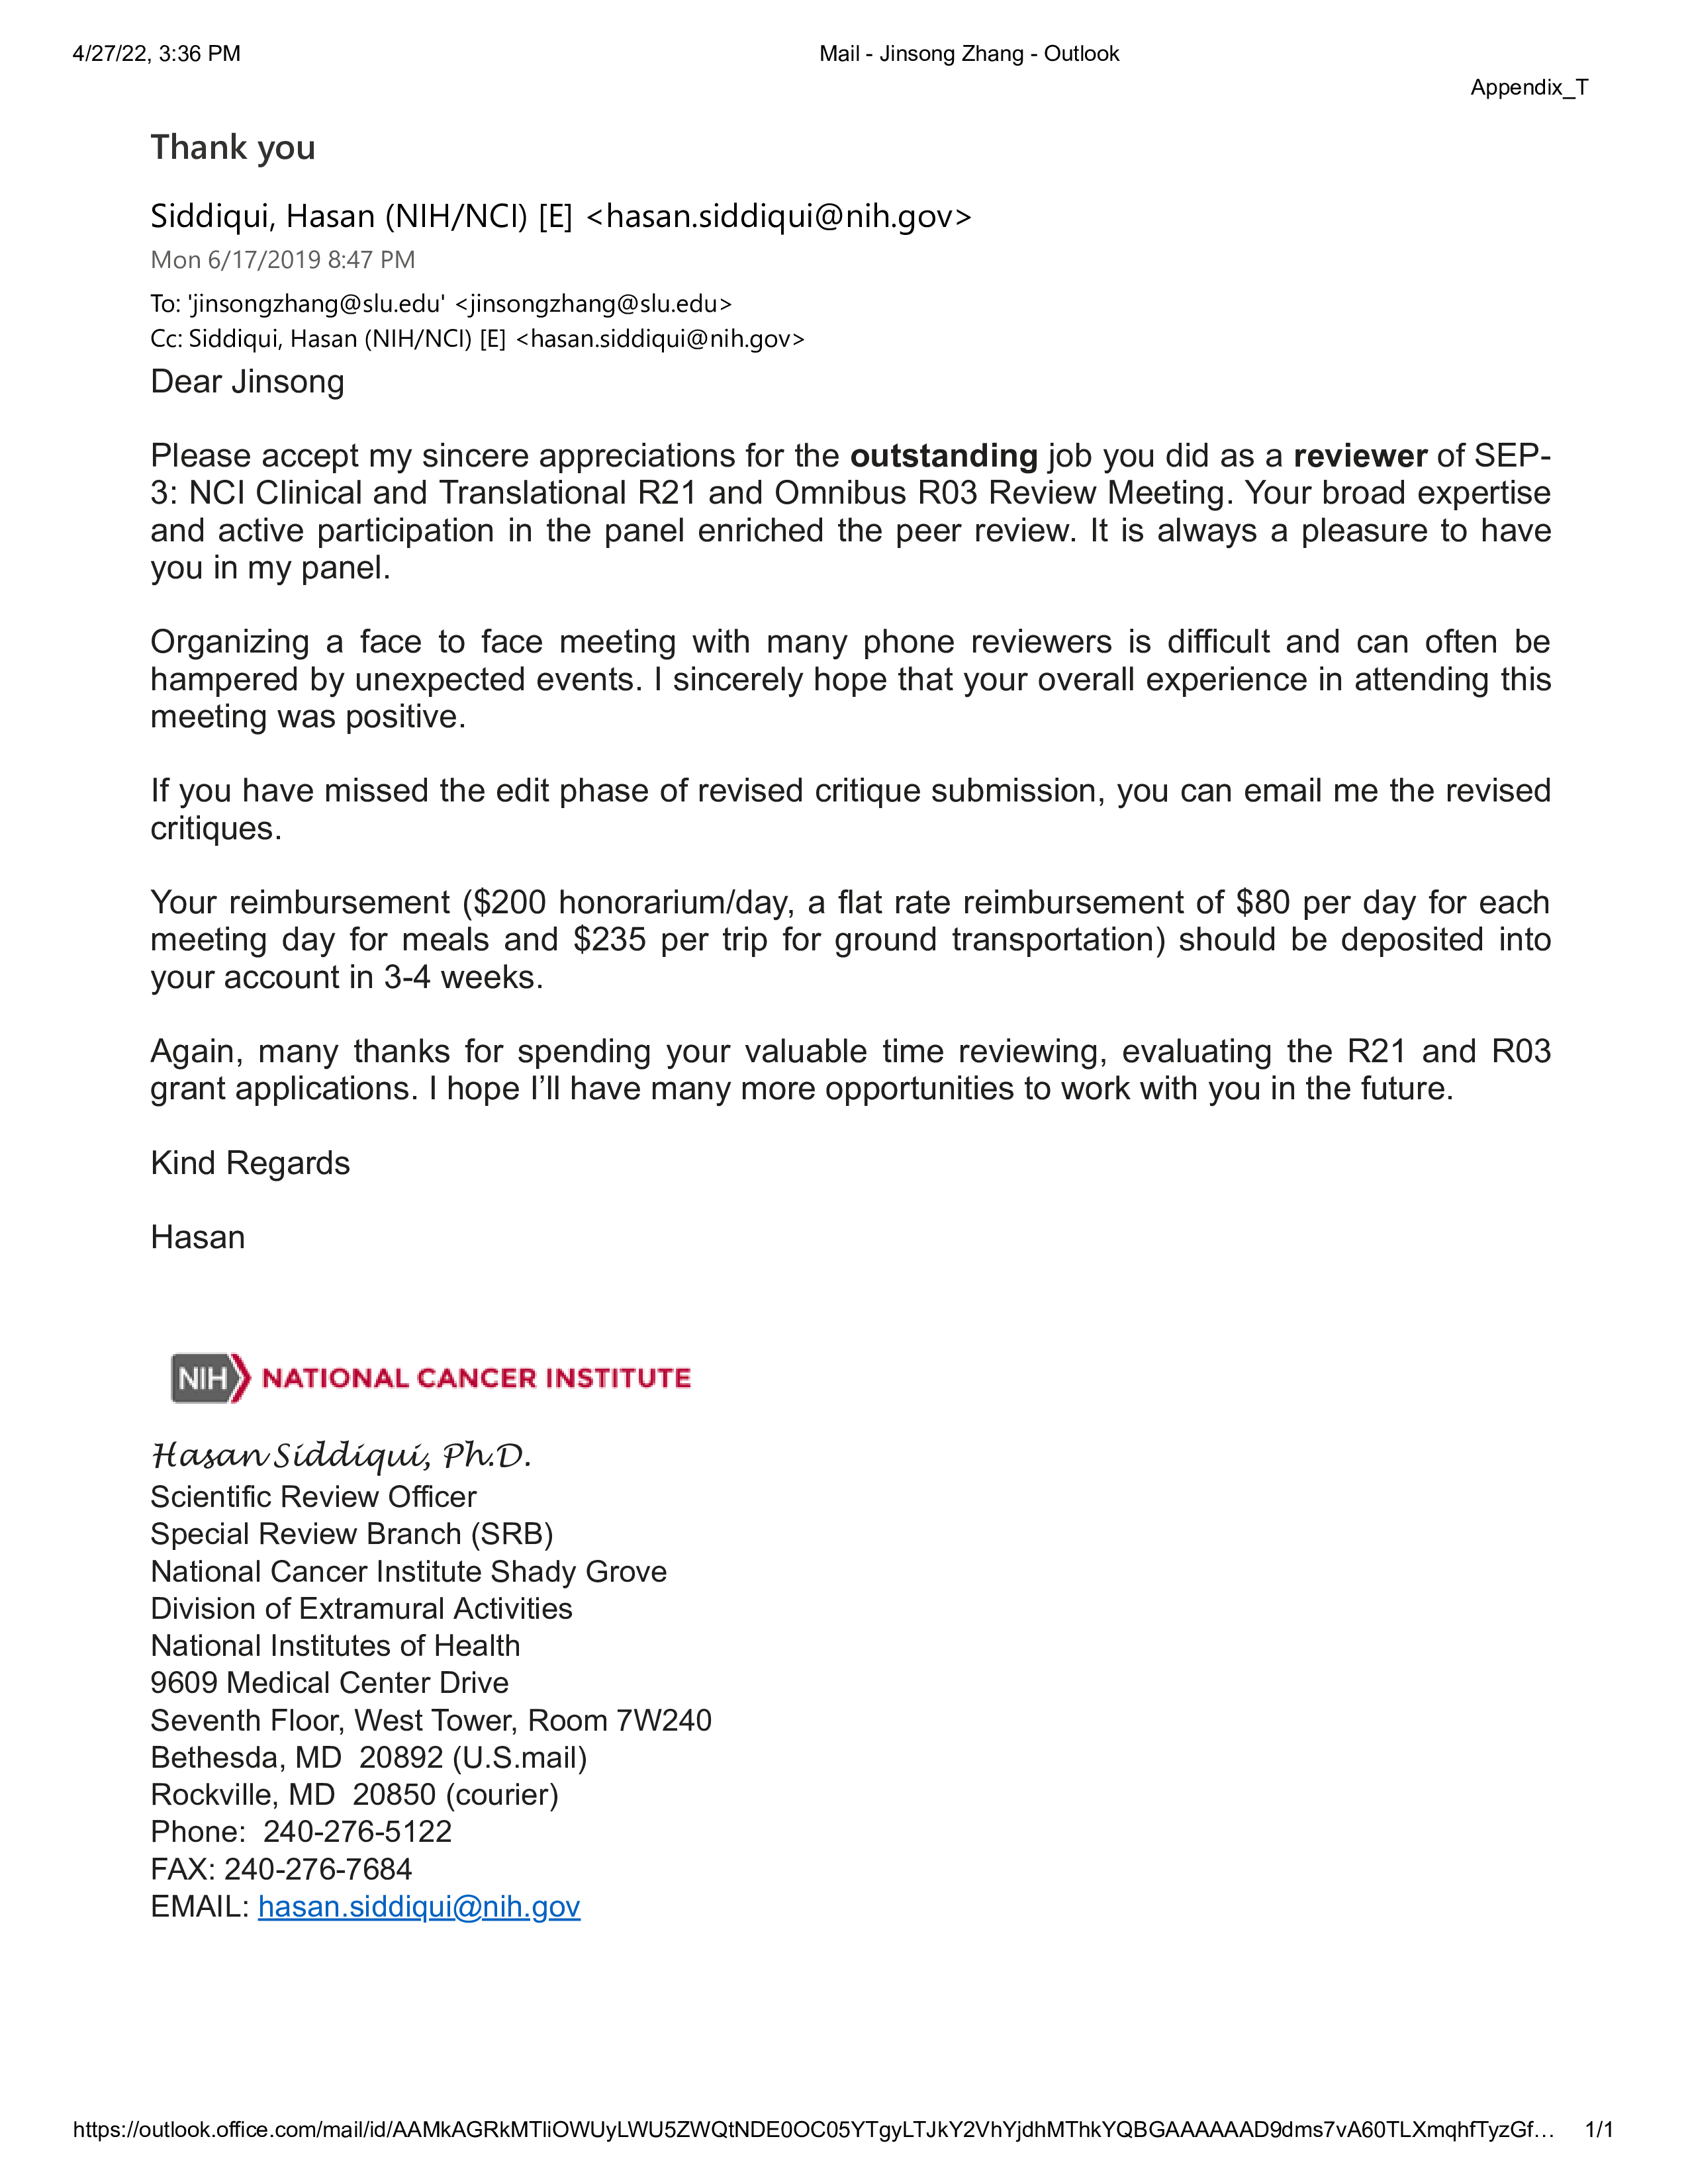 4/27/22, 3:36 PM
Mail - Jinsong Zhang - Outlook
Appendix_T
Thank you
Siddiqui, Hasan (NIH/NCI) [E] <hasan.siddiqui@nih.gov>
Mon 6/17/2019 8:47 PM
To: 'jinsongzhang@slu.edu' <jinsongzhang@slu.edu>
Cc: Siddiqui, Hasan (NIH/NCI) [E] <hasan.siddiqui@nih.gov>
Dear Jinsong
Please accept my sincere appreciations for the outstanding job you did as a reviewer of SEP-
3: NCI Clinical and Translational R21 and Omnibus R03 Review Meeting. Your broad expertise
and active participation in the panel enriched the peer review. It is always a pleasure to have
you in my panel.
Organizing a face to face meeting with many phone reviewers is difficult and can often be
hampered by unexpected events. I sincerely hope that your overall experience in attending this
meeting was positive.
If you have missed the edit phase of revised critique submission, you can email me the revised
critiques.
Your reimbursement ($200 honorarium/day, a flat rate reimbursement of $80 per day for each
meeting day for meals and $235 per trip for ground transportation) should be deposited into
your account in 3-4 weeks.
Again, many thanks for spending your valuable time reviewing, evaluating the R21 and R03
grant applications. I hope I’ll have many more opportunities to work with you in the future.
Kind Regards
Hasan
NIH NATIONAL CANCER INSTITUTE
Hasan Siddiqui, Ph.D.
Scientific Review Officer
Special Review Branch (SRB)
National Cancer Institute Shady Grove
Division of Extramural Activities
National Institutes of Health
9609 Medical Center Drive
Seventh Floor, West Tower, Room 7W240
Bethesda, MD  20892 (U.S.mail)
Rockville, MD  20850 (courier)
Phone:  240-276-5122
FAX: 240-276-7684
EMAIL: hasan.siddiqui@nih.gov
https://outlook.office.com/mail/id/AAMkAGRkMTliOWUyLWU5ZWQtNDE0OC05YTgyLTJkY2VhYjdhMThkYQBGAAAAAAD9dms7vA60TLXmqhfTyzGf… 1/1